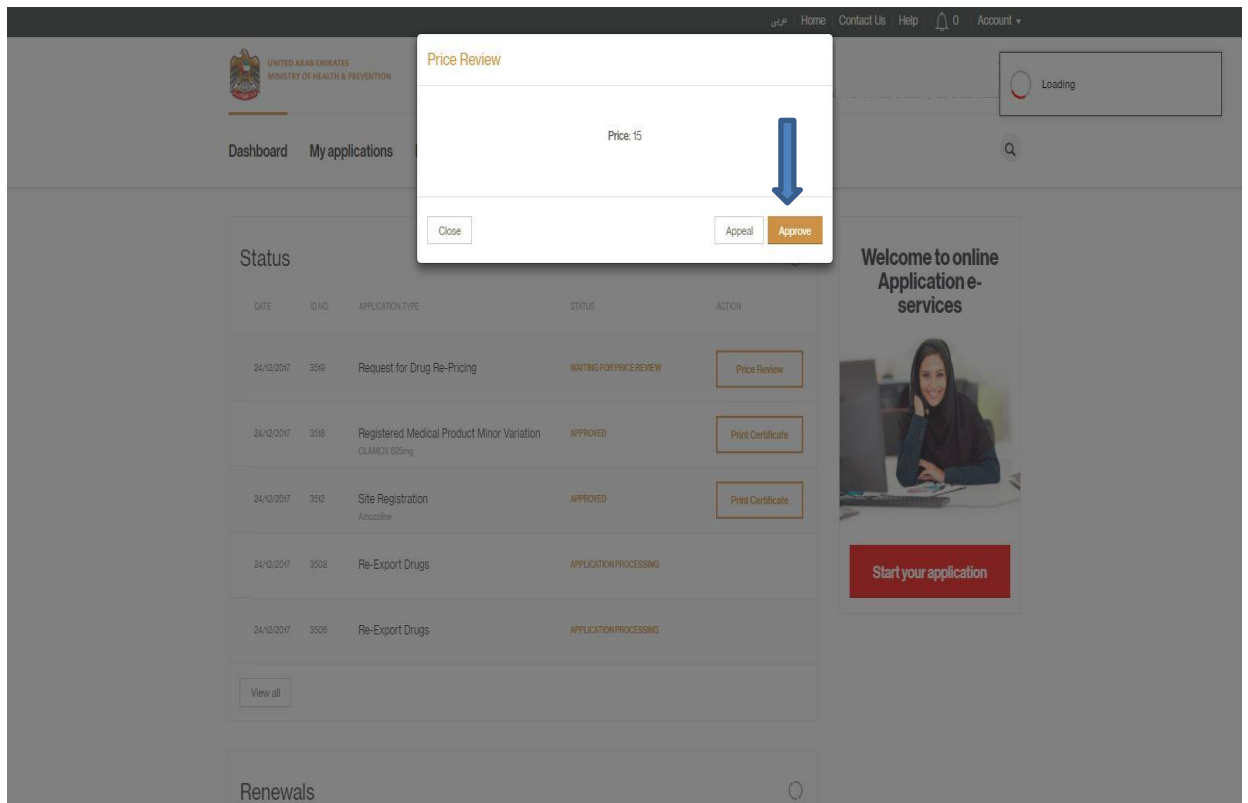 عربي Home Contact Us Help 0 Account
UNITED ARAB EMIRATES
MINISTRY OF HEALTH & PREVENTION
Price Review
Loading
Price: 15
Dashboard My applications
Close Appeal Approve
Status
DATE ID NO. APPLICATION TYPE STATUS ACTION
24/12/2017 3519 Request for Drug Re-Pricing WAITING FOR PRICE REVIEW Price Review
24/12/2017 3516 Registered Medical Product Minor Variation APPROVED Print Certificate
CLAMOX 625mg
24/12/2017 3512 Site Registration APPROVED Print Certificate
Amozoline
24/12/2017 3508 Re-Export Drugs APPLICATION PROCESSING
24/12/2017 3506 Re-Export Drugs APPLICATION PROCESSING
View all
Renewals
Welcome to online
Application e-
services
Start your application